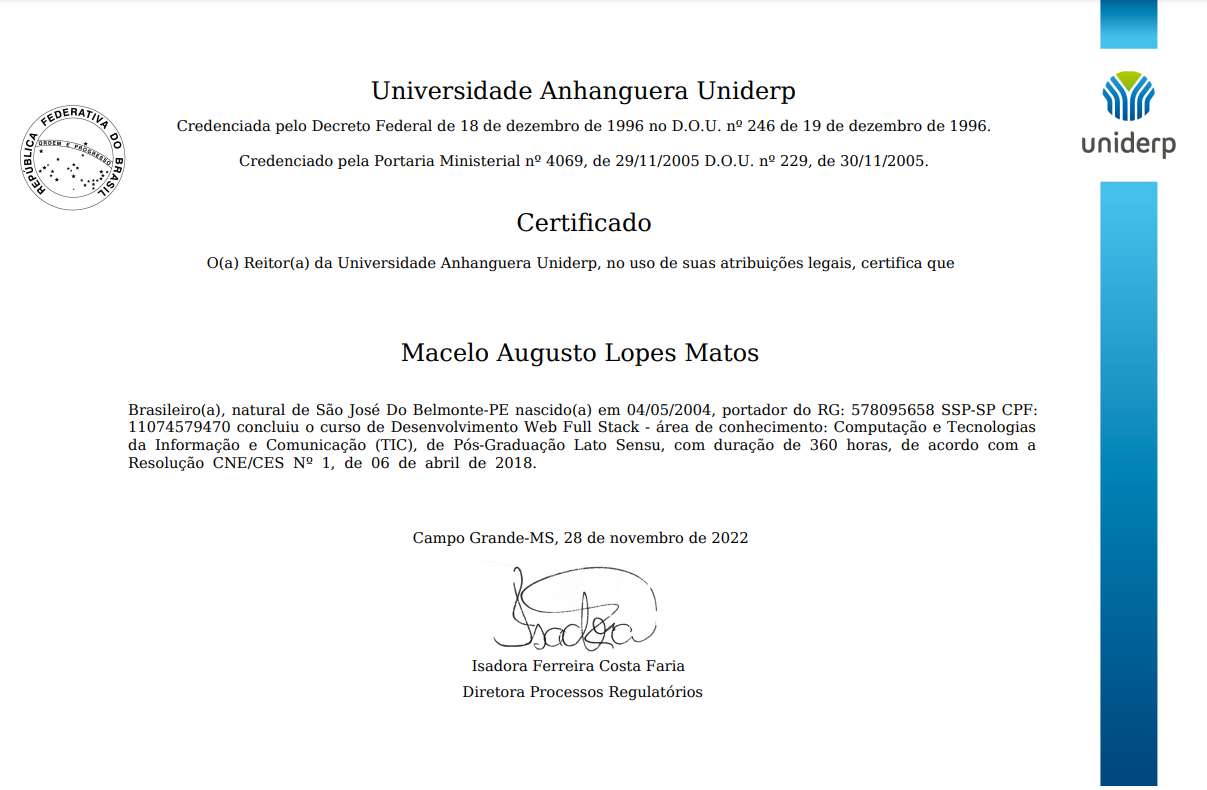 Universidade Anhanguera Uniderp
Credenciada pelo Decreto Federal de 18 de dezembro de 1996 no D.O.U. nº 246 de 19 de dezembro de 1996.
Credenciado pela Portaria Ministerial nº 4069, de 29/11/2005 D.O.U. nº 229, de 30/11/2005.
REPÚBLICA FEDERATIVA DO BRASIL
ORDEM E PROGRESSO
uniderp
Certificado
O(a) Reitor(a) da Universidade Anhanguera Uniderp, no uso de suas atribuições legais, certifica que
Macelo Augusto Lopes Matos
Brasileiro(a), natural de São José Do Belmonte-PE nascido(a) em 04/05/2004, portador do RG: 578095658 SSP-SP CPF:
11074579470 concluiu o curso de Desenvolvimento Web Full Stack - área de conhecimento: Computação e Tecnologias
da Informação e Comunicação (TIC), de Pós-Graduação Lato Sensu, com duração de 360 horas, de acordo com a
Resolução CNE/CES Nº 1, de 06 de abril de 2018.
Campo Grande-MS, 28 de novembro de 2022
Isadora
Isadora Ferreira Costa Faria
Diretora Processos Regulatórios